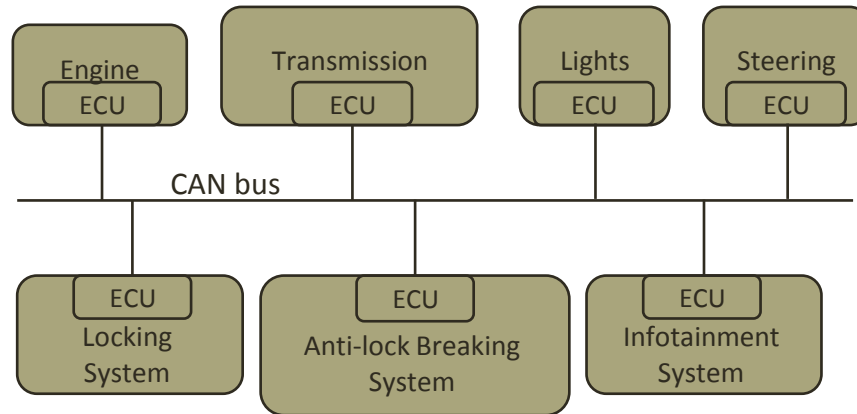 Engine
ECU
Transmission
ECU
Lights
ECU
Steering
ECU
CAN bus
ECU
Locking
System
ECU
Anti-lock Breaking
System
ECU
Infotainment
System